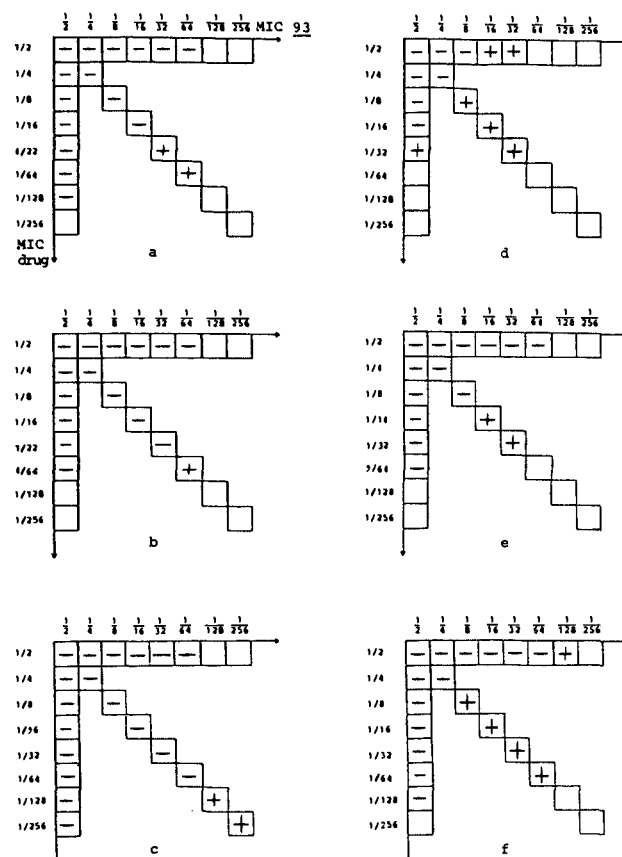 1/2 1/4 1/8 1/16 1/32 1/64 1/128 1/256 MIC 93
1/2 − − − − − −
1/4 − −
1/8 − −
1/16 − −
1/32 − +
1/64 − +
1/128 −
1/256
MIC
drug
a
1/2 1/4 1/8 1/16 1/32 1/64 1/128 1/256
1/2 − − − + +
1/4 − −
1/8 − +
1/16 − +
1/32 + +
1/64
1/128
1/256
d
1/2 1/4 1/8 1/16 1/32 1/64 1/128 1/256
1/2 − − − − − −
1/4 − −
1/8 − −
1/16 − −
1/22 − −
1/64 − +
1/128
1/256
b
1/2 1/4 1/8 1/16 1/32 1/64 1/128 1/256
1/2 − − − − − −
1/4 − −
1/8 − −
1/14 − +
1/32 − +
9/64 −
1/128
1/256
e
1/2 1/4 1/8 1/16 1/32 1/64 1/128 1/256
1/2 − − − − − −
1/4 − −
1/8 − −
1/96 − −
1/32 − −
1/64 − −
1/128 − +
1/256 − +
c
1/2 1/4 1/8 1/16 1/32 1/64 1/128 1/256
1/2 − − − − − − +
1/4 − −
1/8 − +
1/16 − +
1/32 − +
1/64 − +
1/128 −
1/256
f